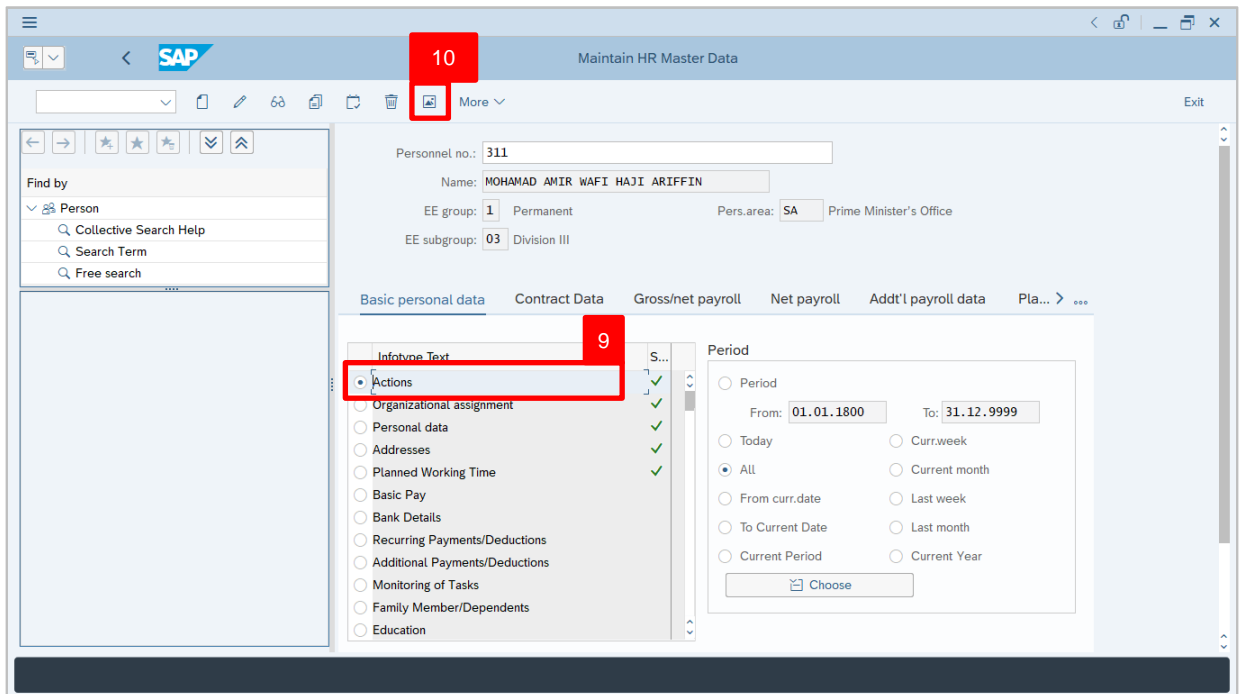 SAP
10
Maintain HR Master Data
More
Exit
Personnel no.: 311
Name: MOHAMAD AMIR WAFI HAJI ARIFFIN
Find by
Person
EE group: 1 Permanent Pers.area: SA Prime Minister's Office
Collective Search Help
EE subgroup: 03 Division III
Search Term
Free search
Basic personal data Contract Data Gross/net payroll Net payroll Addt'l payroll data Pla...
9
Infotype Text S... Period
Actions Period
From: 01.01.1800 To: 31.12.9999
Organizational assignment
Personal data
Today Curr.week
Addresses
Planned Working Time All Current month
Basic Pay From curr.date Last week
Bank Details
To Current Date Last month
Recurring Payments/Deductions
Additional Payments/Deductions Current Period Current Year
Monitoring of Tasks Choose
Family Member/Dependents
Education